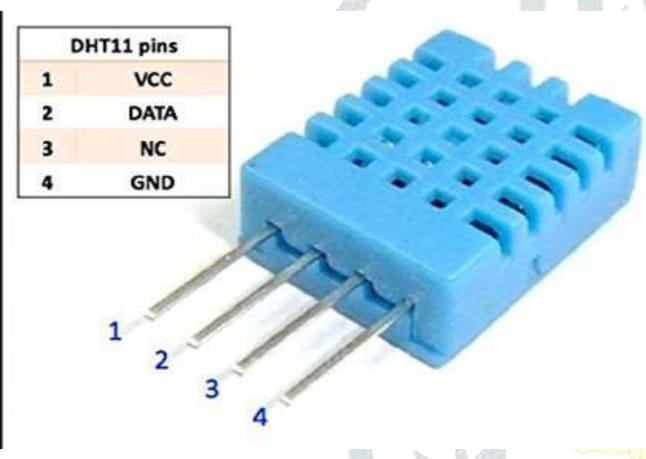 DHT11 pins
1 VCC
2 DATA
3 NC
4 GND
1
2
3
4